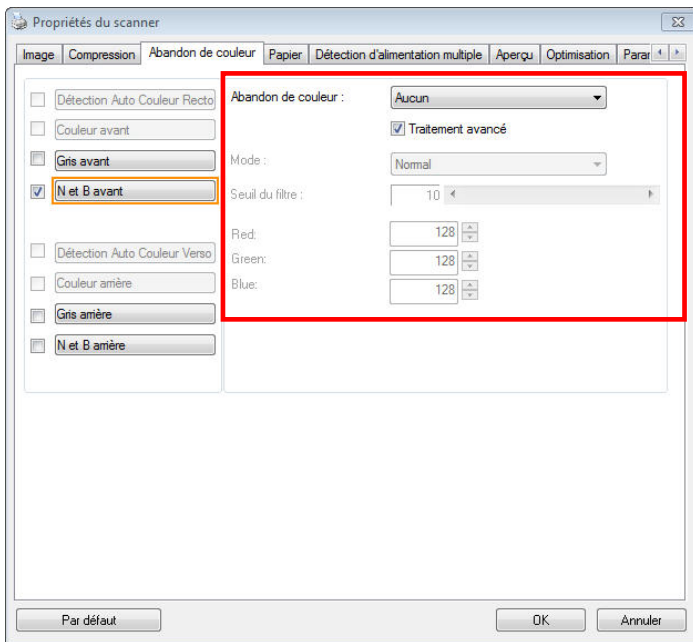 Propriétés du scanner
Image Compression Abandon de couleur Papier Détection d'alimentation multiple Aperçu Optimisation Parar
Détection Auto Couleur Recto
Couleur avant
Gris avant
N et B avant
Détection Auto Couleur Verso
Couleur arrière
Gris arrière
N et B arrière
Abandon de couleur : Aucun
Traitement avancé
Mode : Normal
Seuil du filtre : 10
Red: 128
Green: 128
Blue: 128
Par défaut OK Annuler